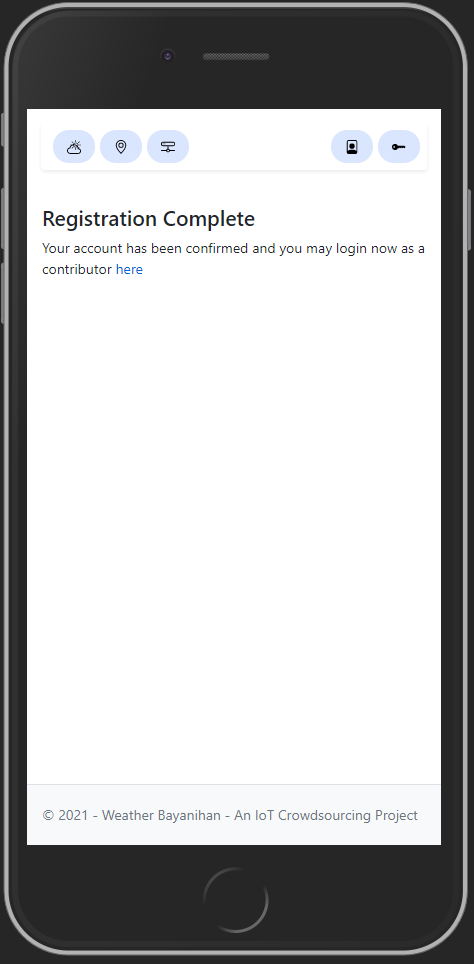 Registration Complete
Your account has been confirmed and you may login now as a
contributor here
© 2021 - Weather Bayanihan - An IoT Crowdsourcing Project